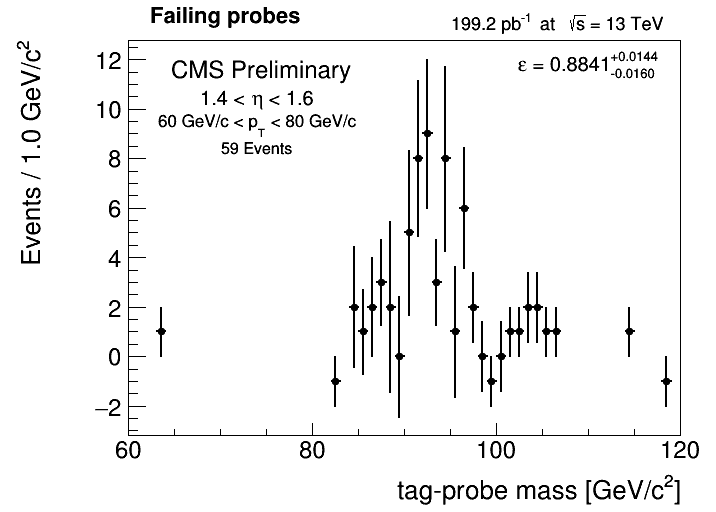 Failing probes
199.2 pb⁻¹ at √s = 13 TeV
CMS Preliminary
1.4 < η < 1.6
60 GeV/c < p_T < 80 GeV/c
59 Events
ε = 0.8841 +0.0144 -0.0160
Events / 1.0 GeV/c²
12
10
8
6
4
2
0
−2
60 80 100 120
tag-probe mass [GeV/c²]